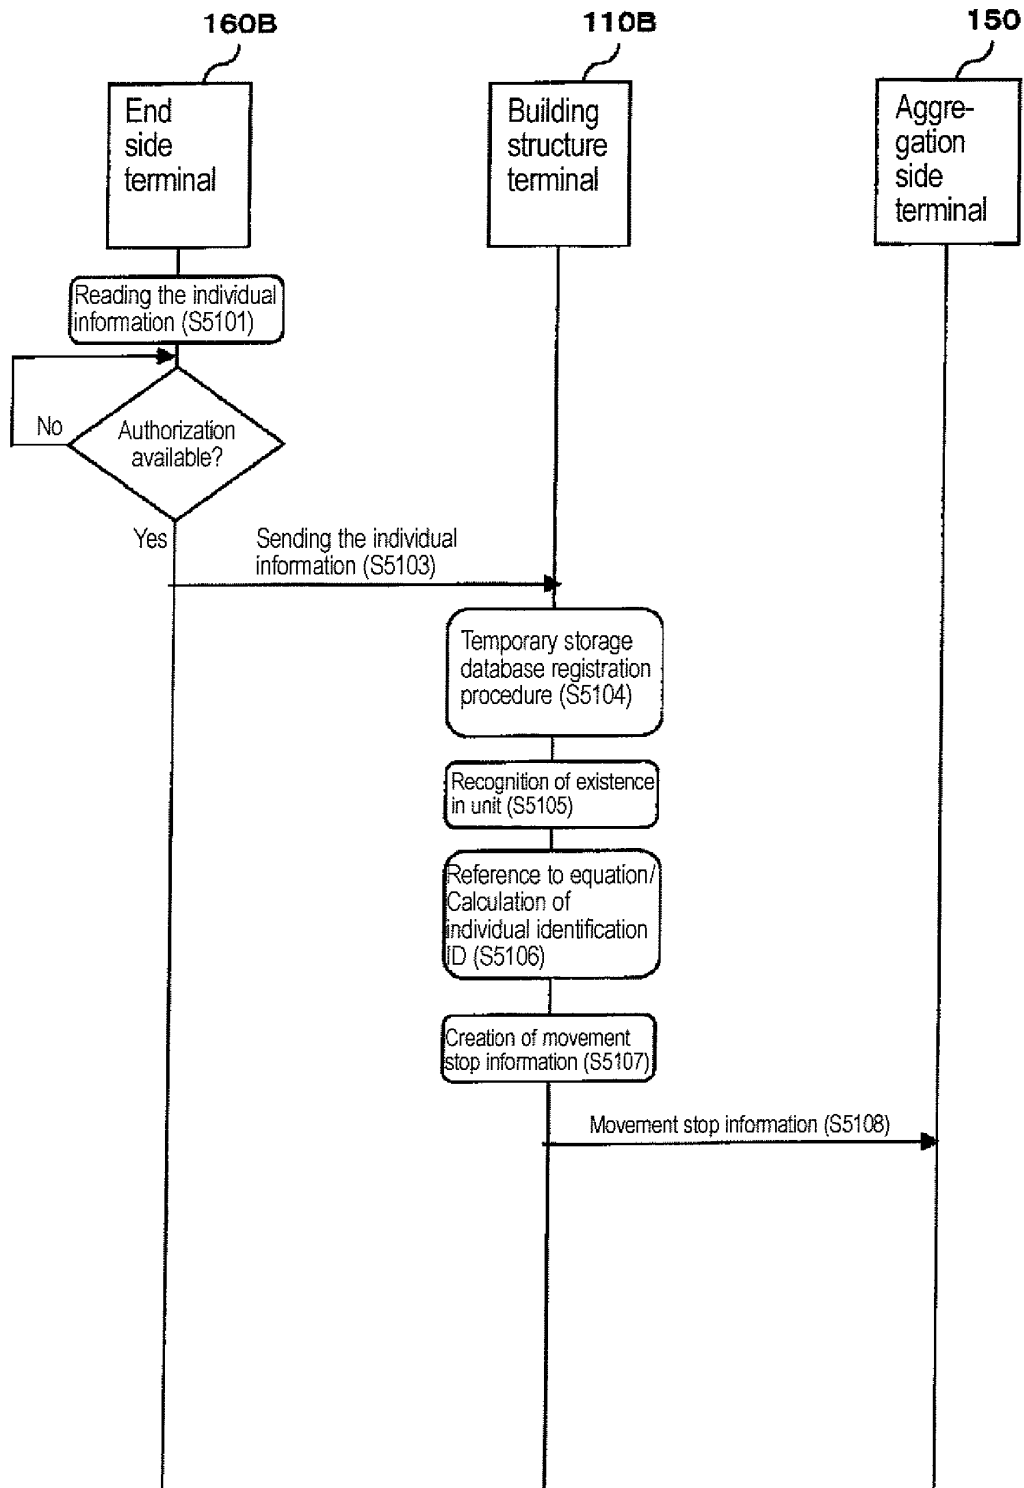 160B
110B
150
End
side
terminal
Building
structure
terminal
Aggre-
gation
side
terminal
Reading the individual
information (S5101)
No
Authorization
available?
Yes
Sending the individual
information (S5103)
Temporary storage
database registration
procedure (S5104)
Recognition of existence
in unit (S5105)
Reference to equation/
Calculation of
individual identification
ID (S5106)
Creation of movement
stop information (S5107)
Movement stop information (S5108)